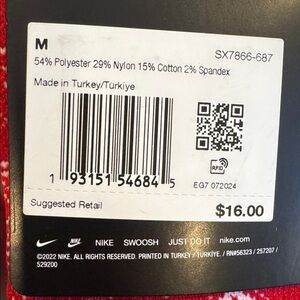 M
SX7866-687
54% Polyester 29% Nylon 15% Cotton 2% Spandex
Made in Turkey/Türkiye
RFID
1 93151 54684 5
EG7 072024
Suggested Retail
$16.00
NIKE SWOOSH JUST DO IT nike.com
©2022 NIKE. ALL RIGHTS RESERVED. PRINTED IN TURKEY / TÜRKIYE. / RN#56323 / 257207 /
529200